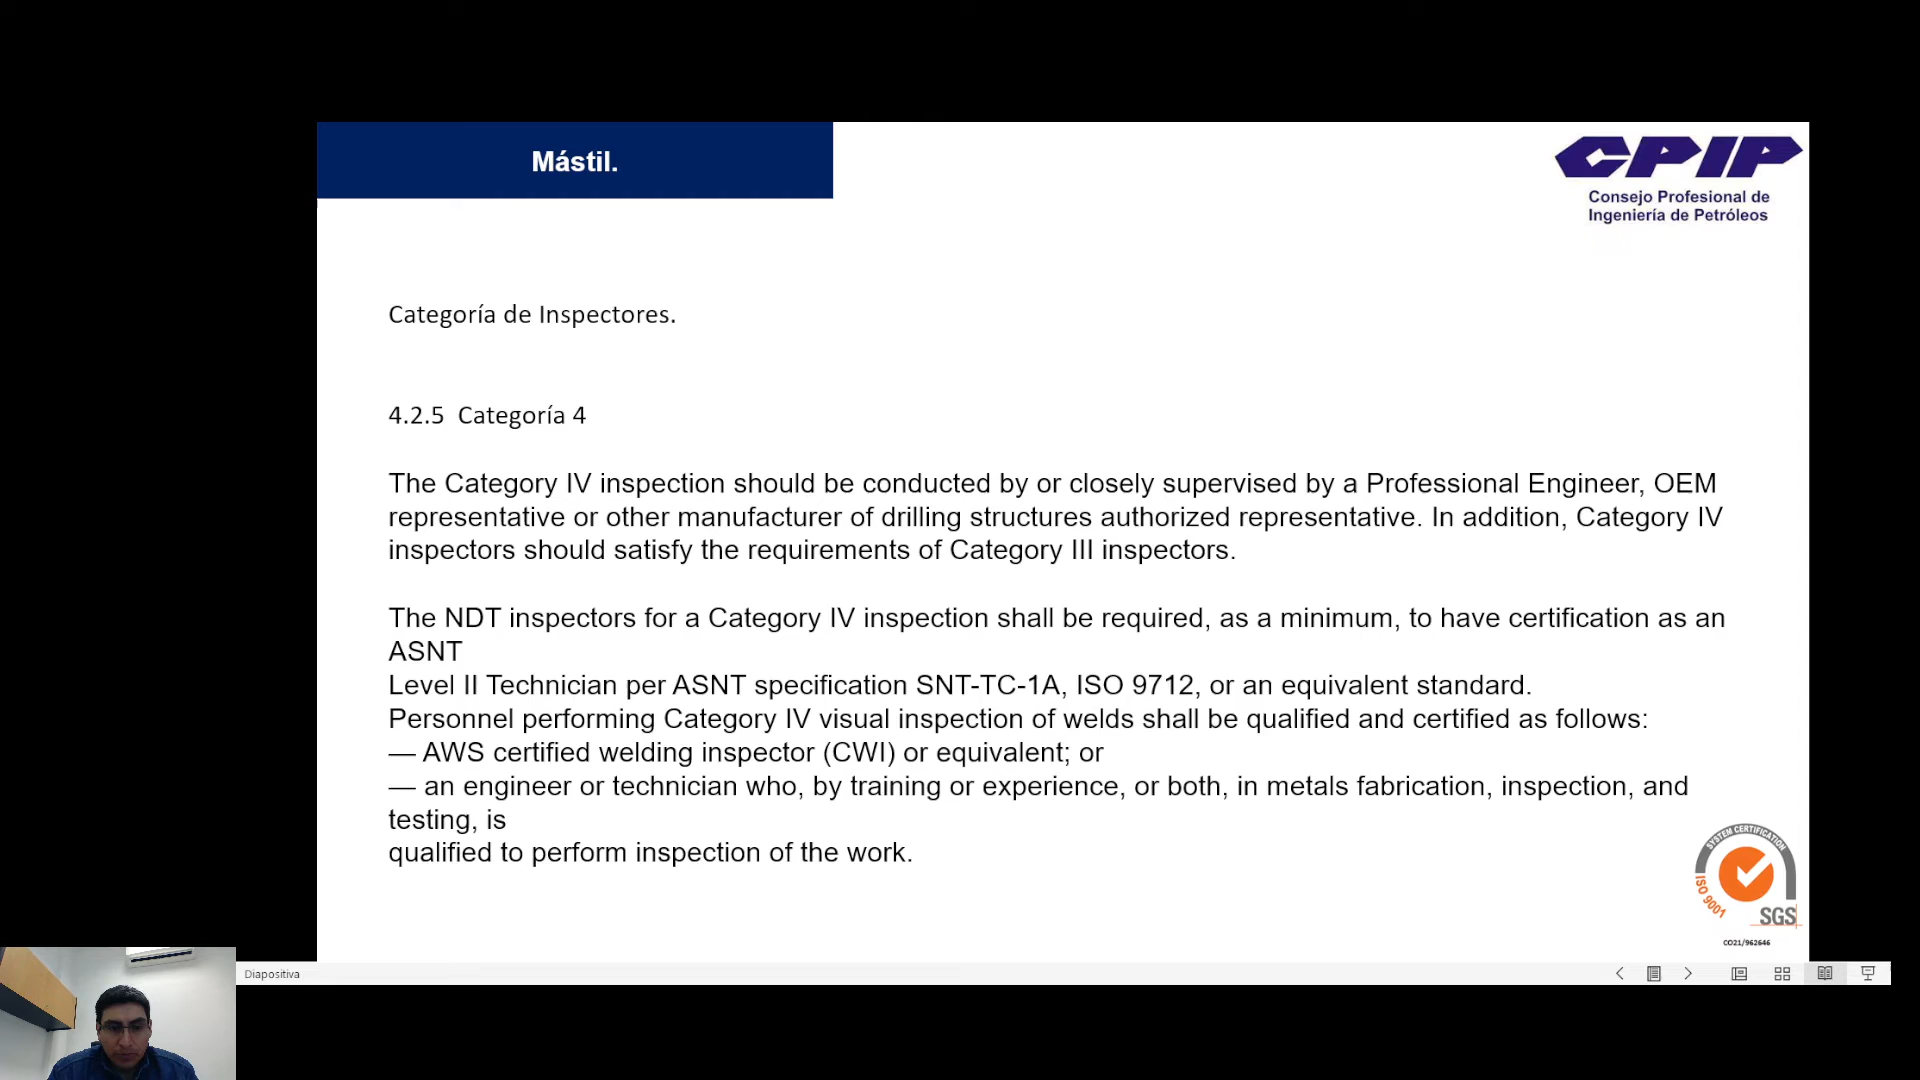 Mástil.
CPIP
Consejo Profesional de
Ingeniería de Petróleos
Categoría de Inspectores.
4.2.5 Categoría 4
The Category IV inspection should be conducted by or closely supervised by a Professional Engineer, OEM
representative or other manufacturer of drilling structures authorized representative. In addition, Category IV
inspectors should satisfy the requirements of Category III inspectors.
The NDT inspectors for a Category IV inspection shall be required, as a minimum, to have certification as an
ASNT
Level II Technician per ASNT specification SNT-TC-1A, ISO 9712, or an equivalent standard.
Personnel performing Category IV visual inspection of welds shall be qualified and certified as follows:
— AWS certified welding inspector (CWI) or equivalent; or
— an engineer or technician who, by training or experience, or both, in metals fabrication, inspection, and
testing, is
qualified to perform inspection of the work.
SYSTEM CERTIFICATION
ISO 9001
SGS
CO21/962646
Diapositiva